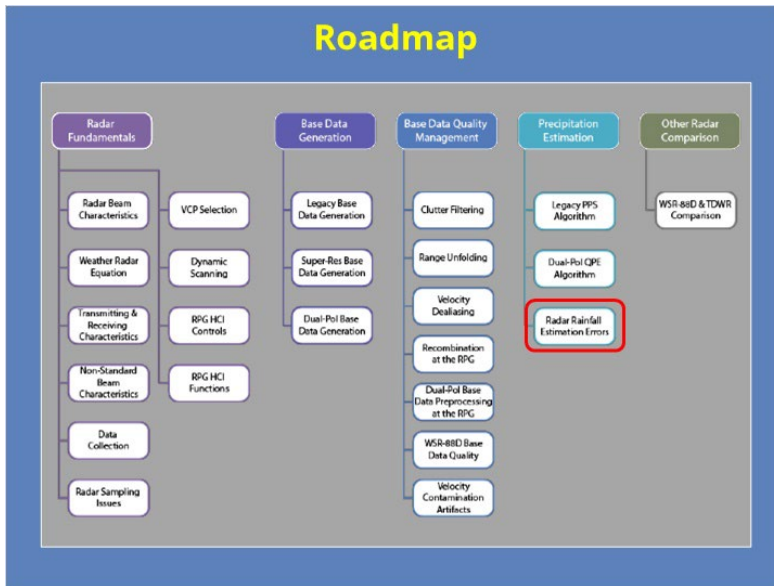 Roadmap
Radar
Fundamentals
Radar Beam
Characteristics
Weather Radar
Equation
Transmitting &
Receiving
Characteristics
Non-Standard
Beam
Characteristics
Data
Collection
Radar Sampling
Issues
VCP Selection
Dynamic
Scanning
RPG HCI
Controls
RPG HCI
Functions
Base Data
Generation
Legacy Base
Data Generation
Super-Res Base
Data Generation
Dual-Pol Base
Data Generation
Base Data Quality
Management
Clutter Filtering
Range Unfolding
Velocity
Dealiasing
Recombination
at the RPG
Dual-Pol Base
Data Preprocessing
at the RPG
WSR-88D Base
Data Quality
Velocity
Contamination
Artifacts
Precipitation
Estimation
Legacy PPS
Algorithm
Dual-Pol QPE
Algorithm
Radar Rainfall
Estimation Errors
Other Radar
Comparison
WSR-88D & TDWR
Comparison